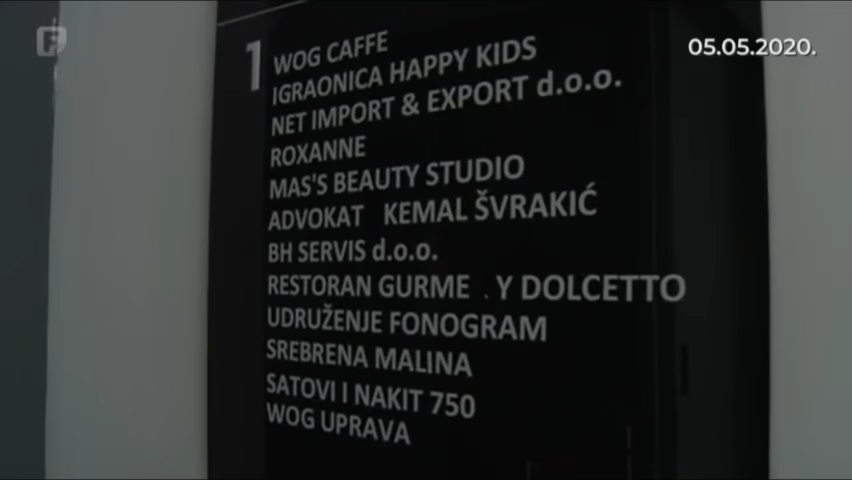 05.05.2020.
1
WOG CAFFE
IGRAONICA HAPPY KIDS
NET IMPORT & EXPORT d.o.o.
ROXANNE
MAS'S BEAUTY STUDIO
ADVOKAT KEMAL ŠVRAKIĆ
BH SERVIS d.o.o.
RESTORAN GURME . Y DOLCETTO
UDRUŽENJE FONOGRAM
SREBRENA MALINA
SATOVI I NAKIT 750
WOG UPRAVA